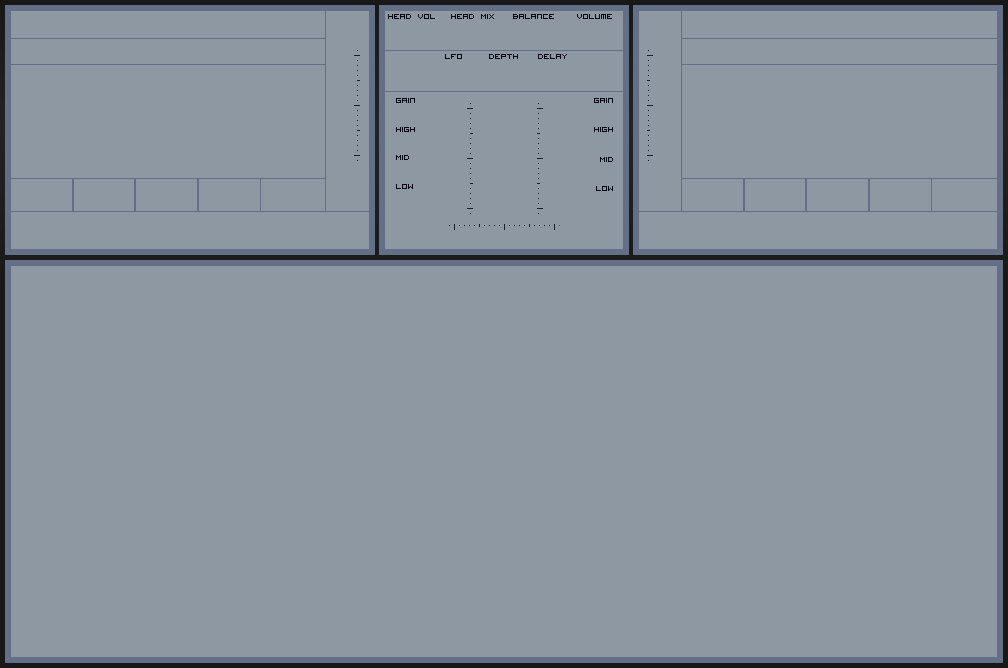 HEAD VOL HEAD MIX BALANCE VOLUME
LFO DEPTH DELAY
GAIN GAIN
HIGH HIGH
MID MID
LOW LOW